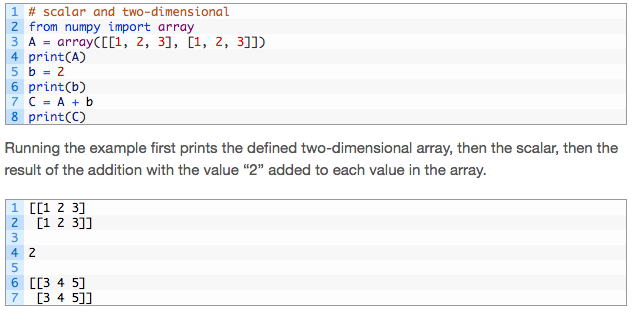 1 # scalar and two-dimensional
2 from numpy import array
3 A = array([[1, 2, 3], [1, 2, 3]])
4 print(A)
5 b = 2
6 print(b)
7 C = A + b
8 print(C)
Running the example first prints the defined two-dimensional array, then the scalar, then the
result of the addition with the value “2” added to each value in the array.
1 [[1 2 3]
2  [1 2 3]]
3
4 2
5
6 [[3 4 5]
7  [3 4 5]]